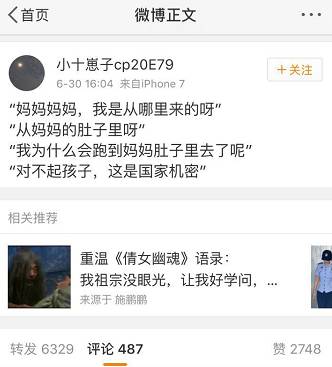 首页
微博正文
小十崽子cp20E79
6-30 16:04 来自iPhone 7
+关注
“妈妈妈妈，我是从哪里来的呀”
“从妈妈的肚子里呀”
“我为什么会跑到妈妈肚子里去了呢”
“对不起孩子，这是国家机密”
相关推荐
重温《倩女幽魂》语录：
我祖宗没眼光，让我好学问，...
来源于 施鹏鹏
转发 6329 评论 487 赞 2748